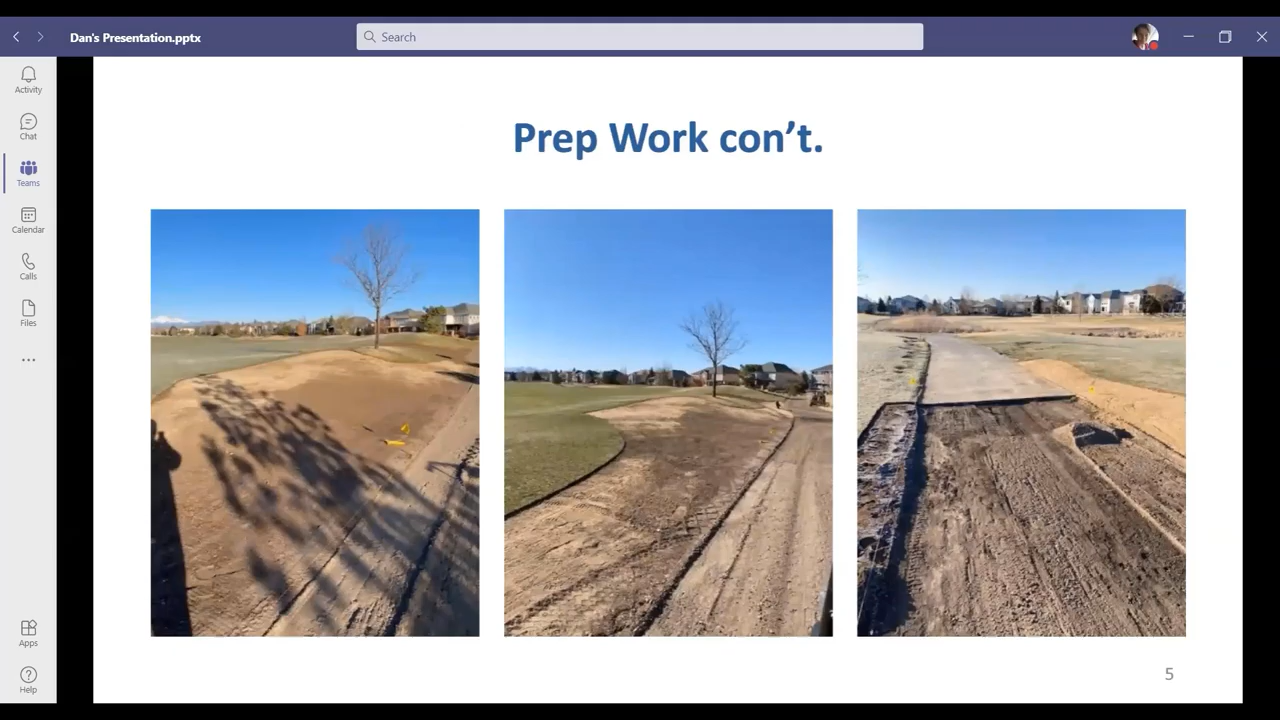 Dan's Presentation.pptx
Search
Activity
Chat
Teams
Calendar
Calls
Files
Apps
Help
Prep Work con’t.
5